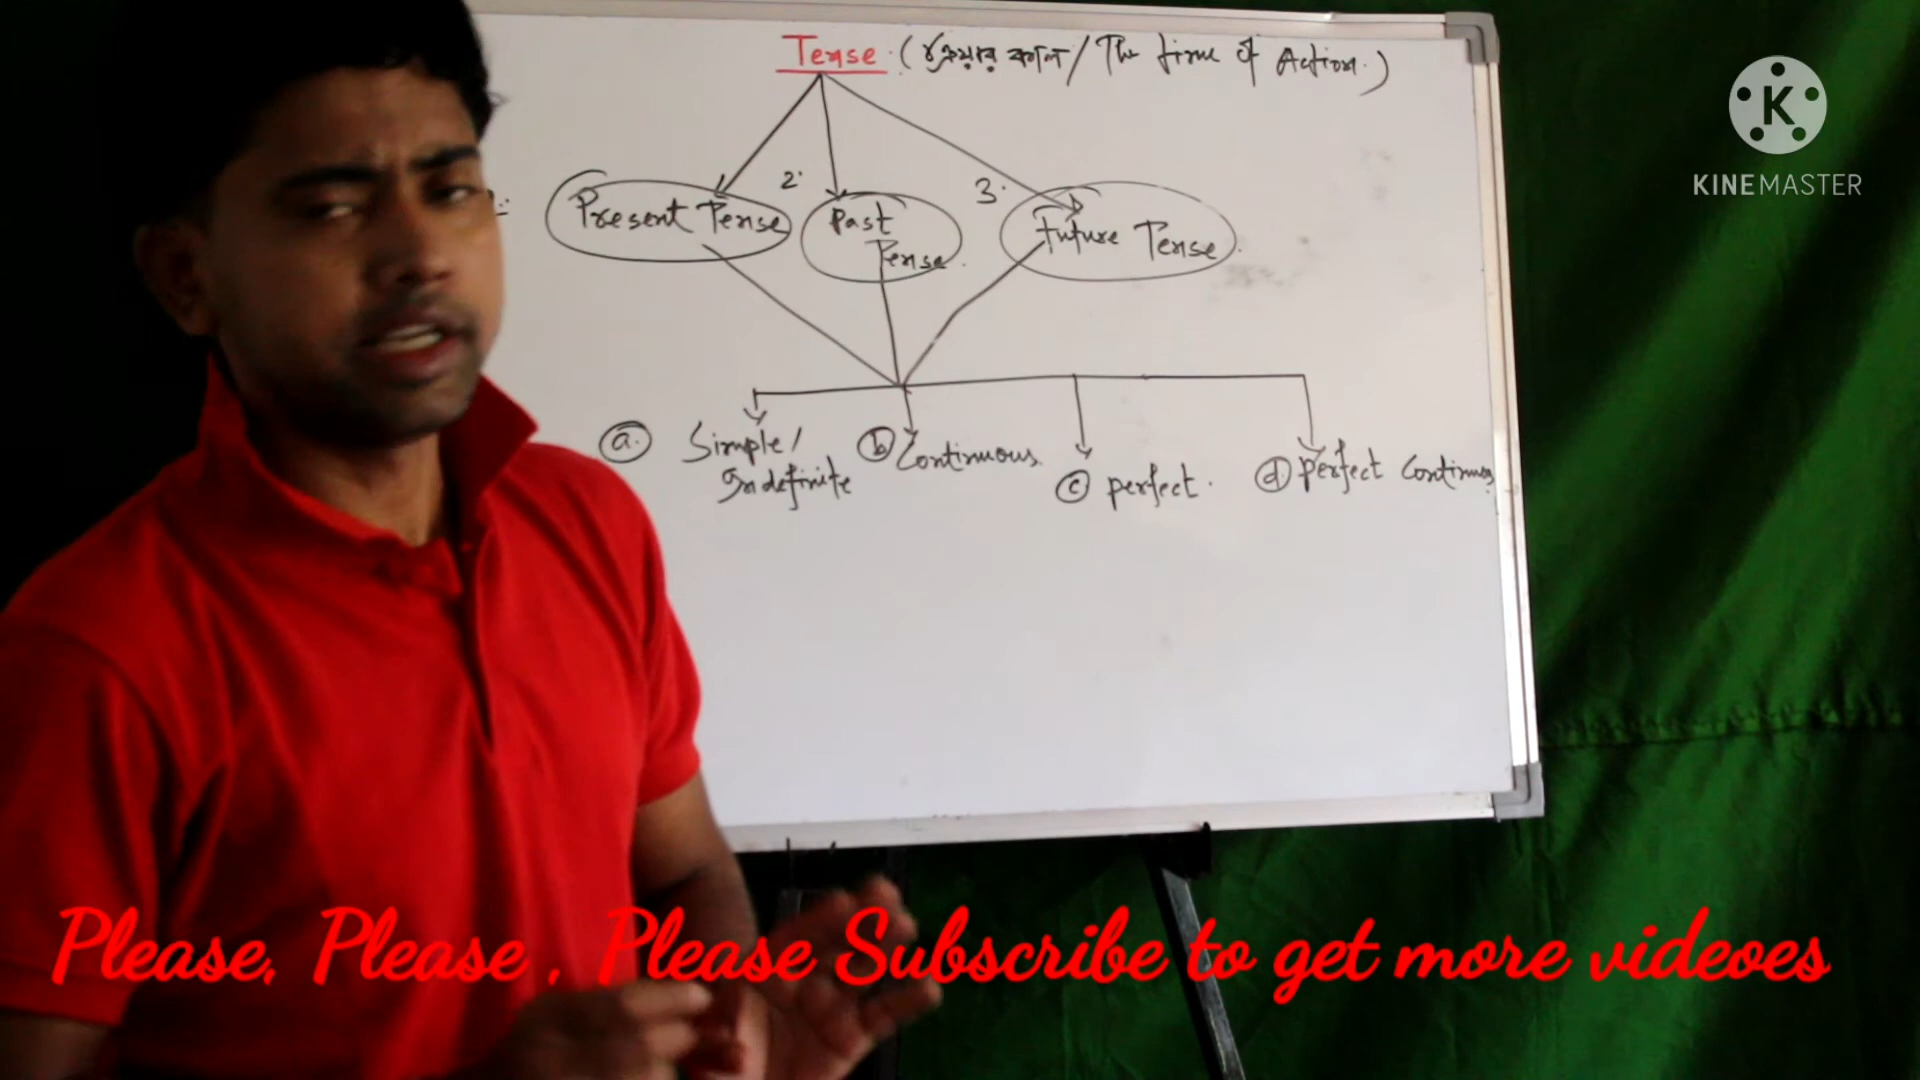 Tense (ক্রিয়ার কাল / The time of Action.)
KINEMASTER
2.
3.
Present Tense
Past
Tense.
Future Tense.
a. Simple /
Indefinite
b Continuous.
c perfect.
d. Perfect Continuos
Please, Please , Please Subscribe to get more videoes